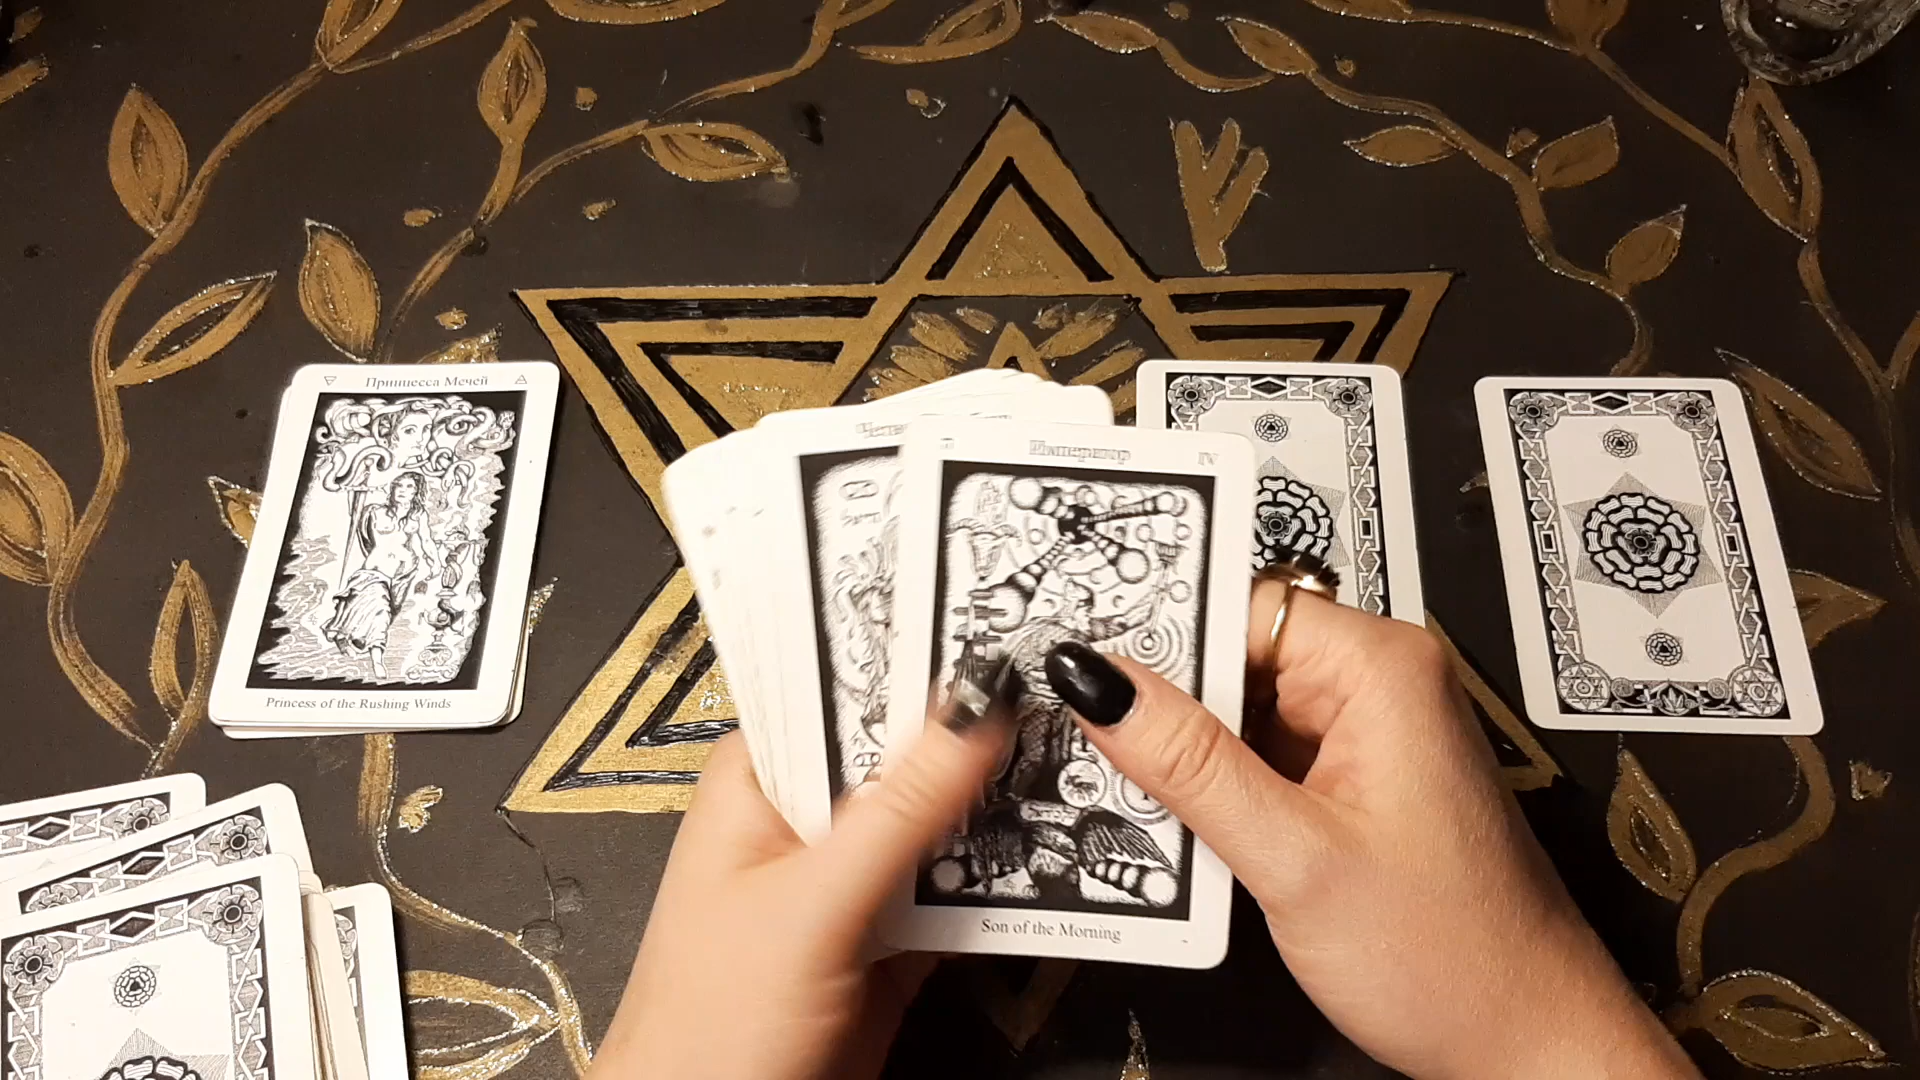 Принцесса Мечей
Princess of the Rushing Winds
Император
IV
Son of the Morning